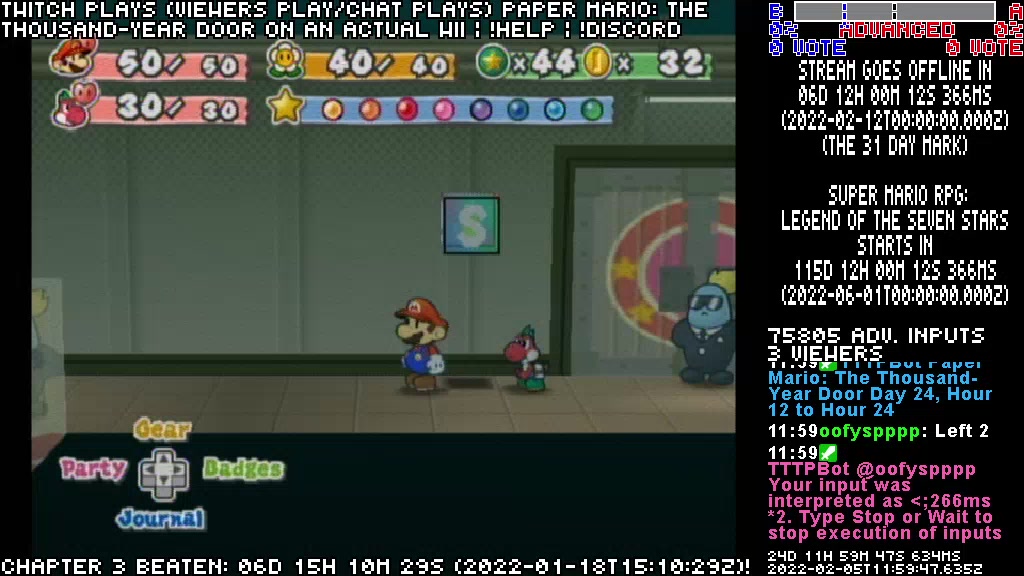 TWITCH PLAYS (VIEWERS PLAY/CHAT PLAYS) PAPER MARIO: THE
THOUSAND-YEAR DOOR ON AN ACTUAL WII ¦ !HELP ¦ !DISCORD
B A
0% ADVANCED 0%
0 VOTE 0 VOTE
50/ 50
40/ 40
×44
× 32
30/ 30
STREAM GOES OFFLINE IN
06D 12H 00M 12S 366MS
(2022-02-12T00:00:00.000Z)
(THE 31 DAY MARK)
SUPER MARIO RPG:
LEGEND OF THE SEVEN STARS
STARTS IN
115D 12H 00M 12S 366MS
(2022-06-01T00:00:00.000Z)
S
75805 ADV. INPUTS
3 VIEWERS
11:59 TTTPBot Paper
Mario: The Thousand-
Year Door Day 24, Hour
12 to Hour 24
11:59oofyspppp: Left 2
11:59
TTTPBot @oofyspppp
Your input was
interpreted as <;266ms
*2. Type Stop or Wait to
stop execution of inputs
Gear
Party Badges
Journal
24D 11H 59M 47S 634MS
2022-02-05T11:59:47.635Z
CHAPTER 3 BEATEN: 06D 15H 10M 29S (2022-01-18T15:10:29Z)!